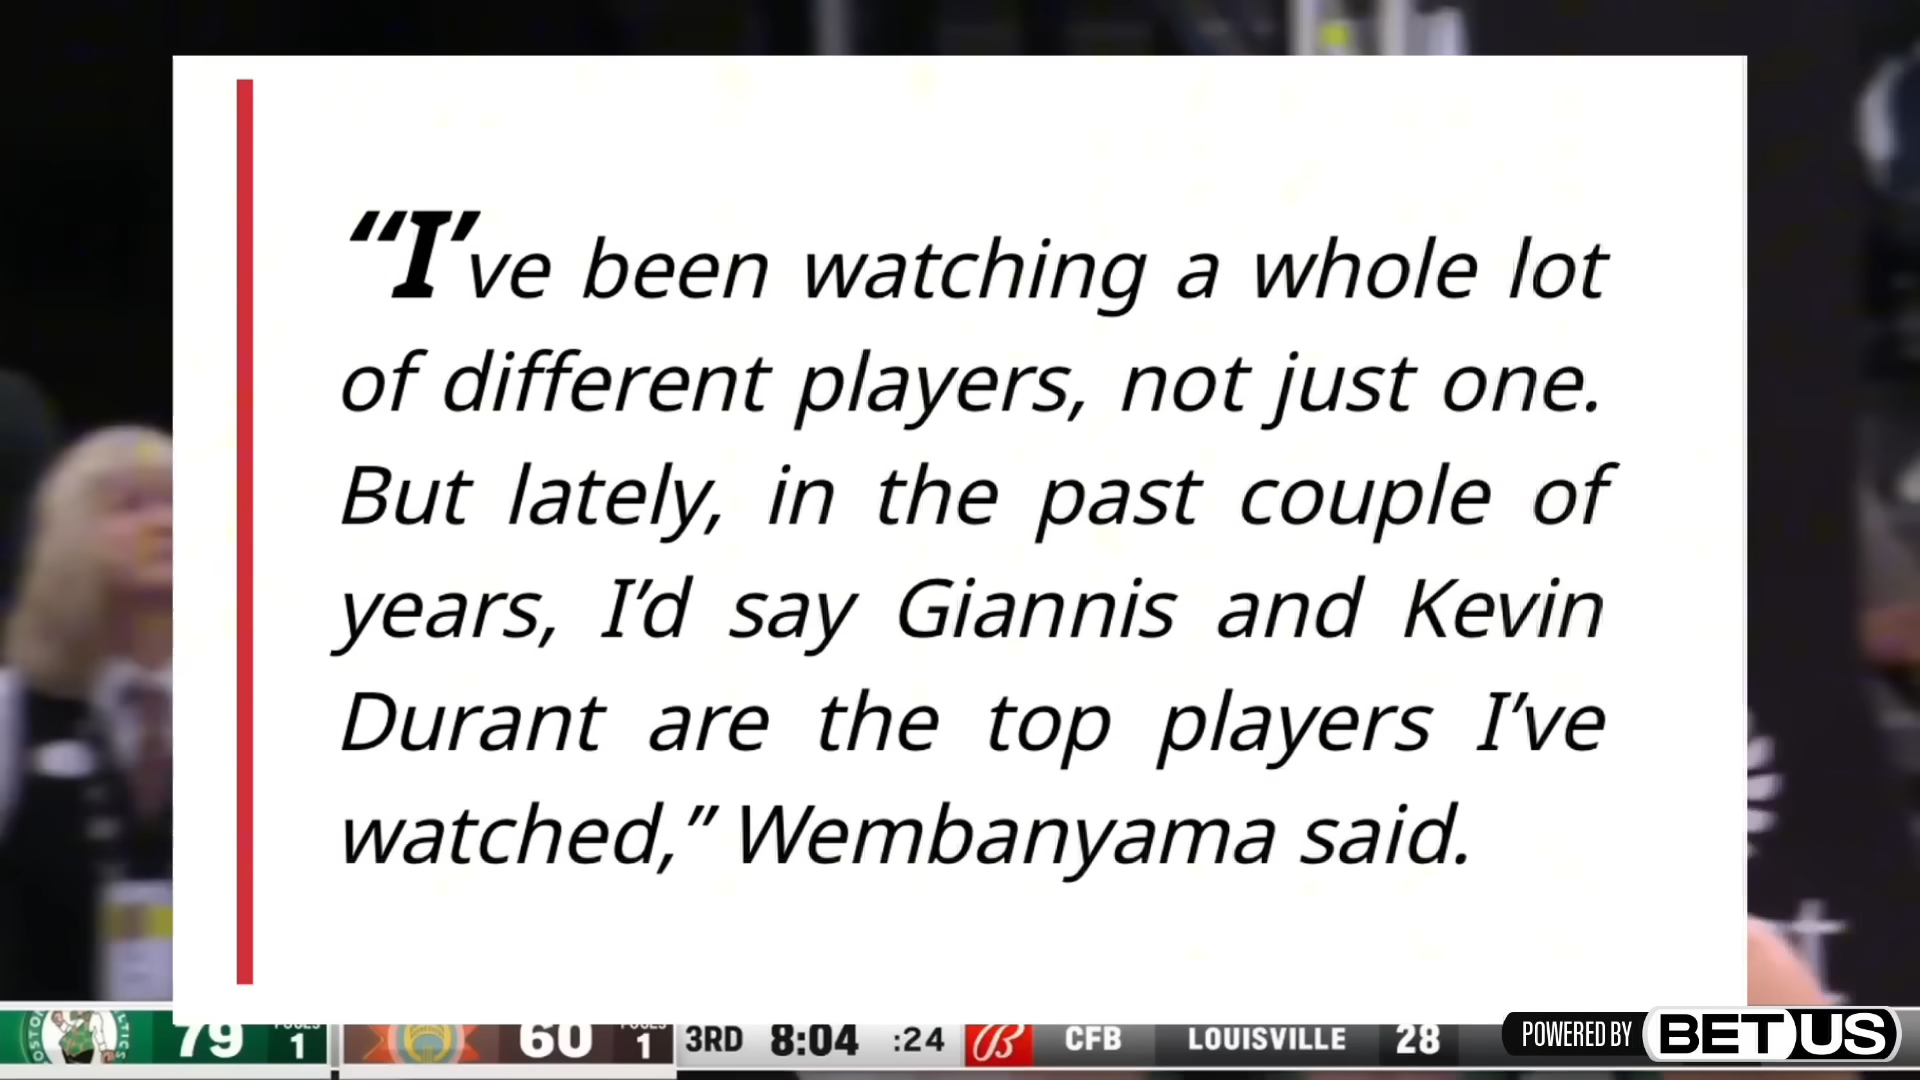 “I’ve been watching a whole lot
of different players, not just one.
But lately, in the past couple of
years, I’d say Giannis and Kevin
Durant are the top players I’ve
watched,” Wembanyama said.
79 1 60 1 3RD 8:04 :24 B CFB LOUISVILLE 28
POWERED BY BETUS